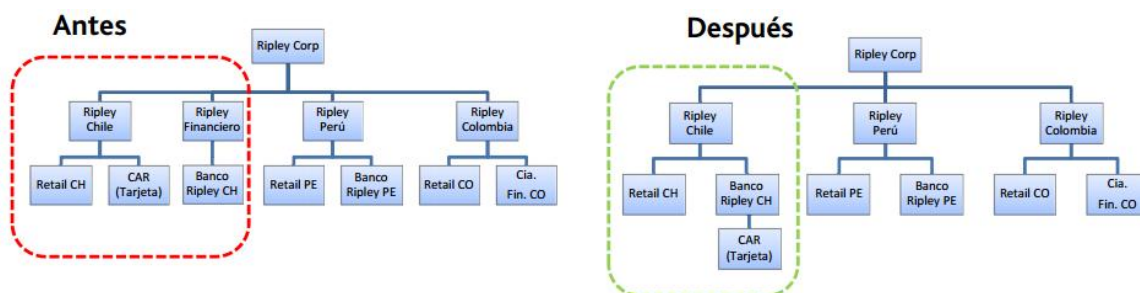 Antes
Ripley Corp
Ripley
Chile
Ripley
Financiero
Ripley
Perú
Ripley
Colombia
Retail CH
CAR
(Tarjeta)
Banco
Ripley CH
Retail PE
Banco
Ripley PE
Retail CO
Cia.
Fin. CO
Después
Ripley Corp
Ripley
Chile
Ripley
Perú
Ripley
Colombia
Retail CH
Banco
Ripley CH
Retail PE
Banco
Ripley PE
Retail CO
Cia.
Fin. CO
CAR
(Tarjeta)